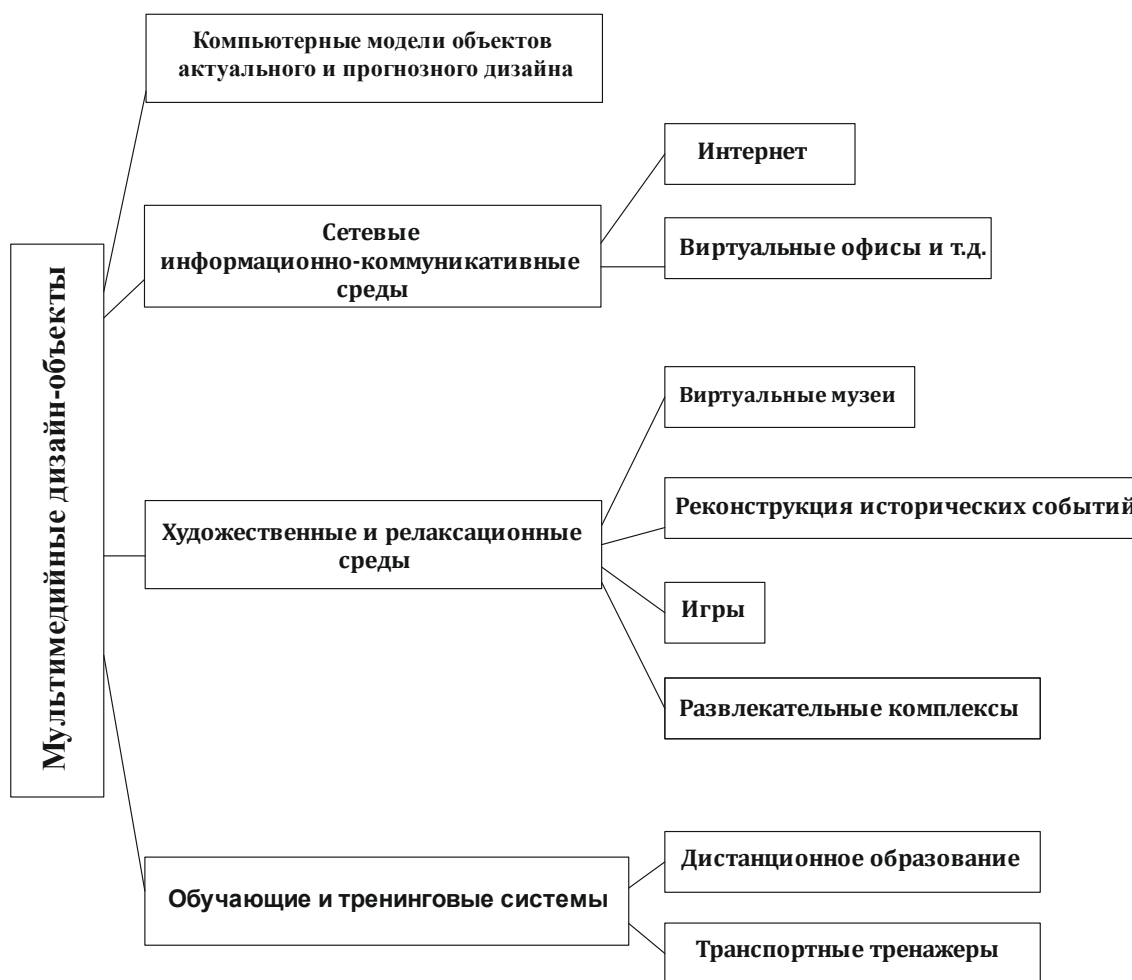 Мультимедийные дизайн-объекты
Компьютерные модели объектов
актуального и прогнозного дизайна
Сетевые
информационно-коммуникативные
среды
Интернет
Виртуальные офисы и т.д.
Художественные и релаксационные
среды
Виртуальные музеи
Реконструкция исторических событий
Игры
Развлекательные комплексы
Обучающие и тренинговые системы
Дистанционное образование
Транспортные тренажеры